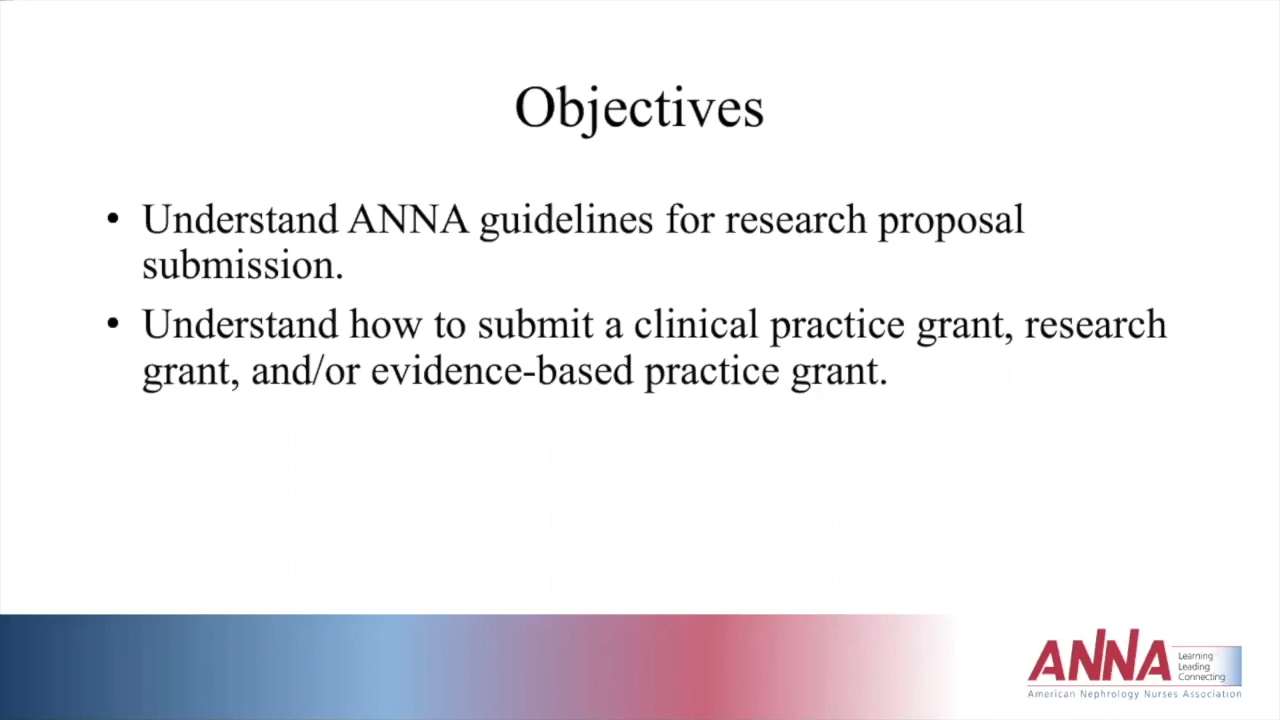 Objectives
• Understand ANNA guidelines for research proposal
submission.
• Understand how to submit a clinical practice grant, research
grant, and/or evidence-based practice grant.
ANNA
Learning
Leading
Connecting
American Nephrology Nurses Association